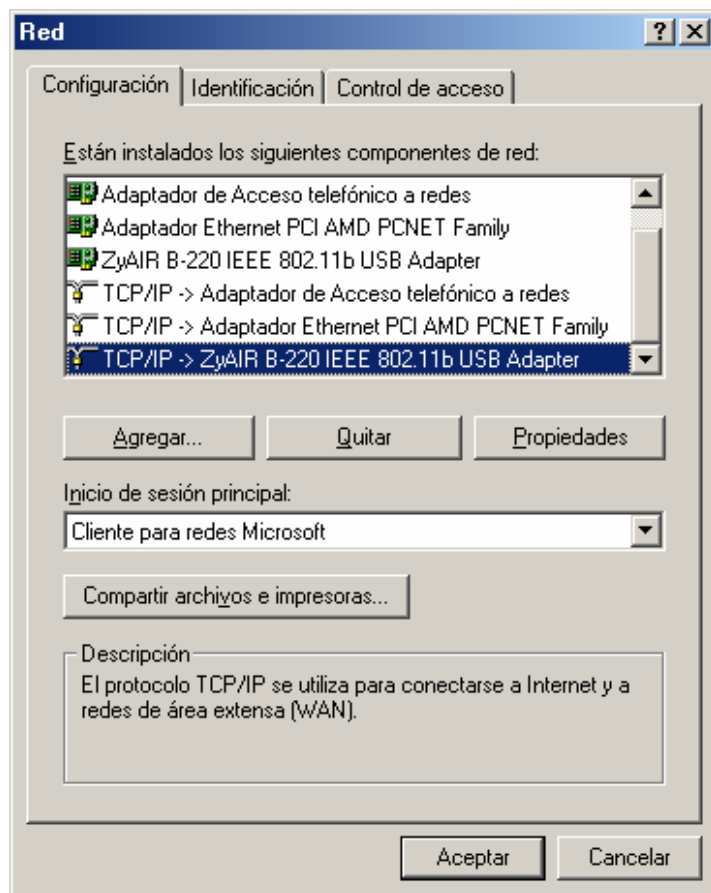 Red
Configuración Identificación Control de acceso
Están instalados los siguientes componentes de red:
Adaptador de Acceso telefónico a redes
Adaptador Ethernet PCI AMD PCNET Family
ZyAIR B-220 IEEE 802.11b USB Adapter
TCP/IP -> Adaptador de Acceso telefónico a redes
TCP/IP -> Adaptador Ethernet PCI AMD PCNET Family
TCP/IP -> ZyAIR B-220 IEEE 802.11b USB Adapter
Agregar... Quitar Propiedades
Inicio de sesión principal:
Cliente para redes Microsoft
Compartir archivos e impresoras...
Descripción
El protocolo TCP/IP se utiliza para conectarse a Internet y a
redes de área extensa (WAN).
Aceptar Cancelar